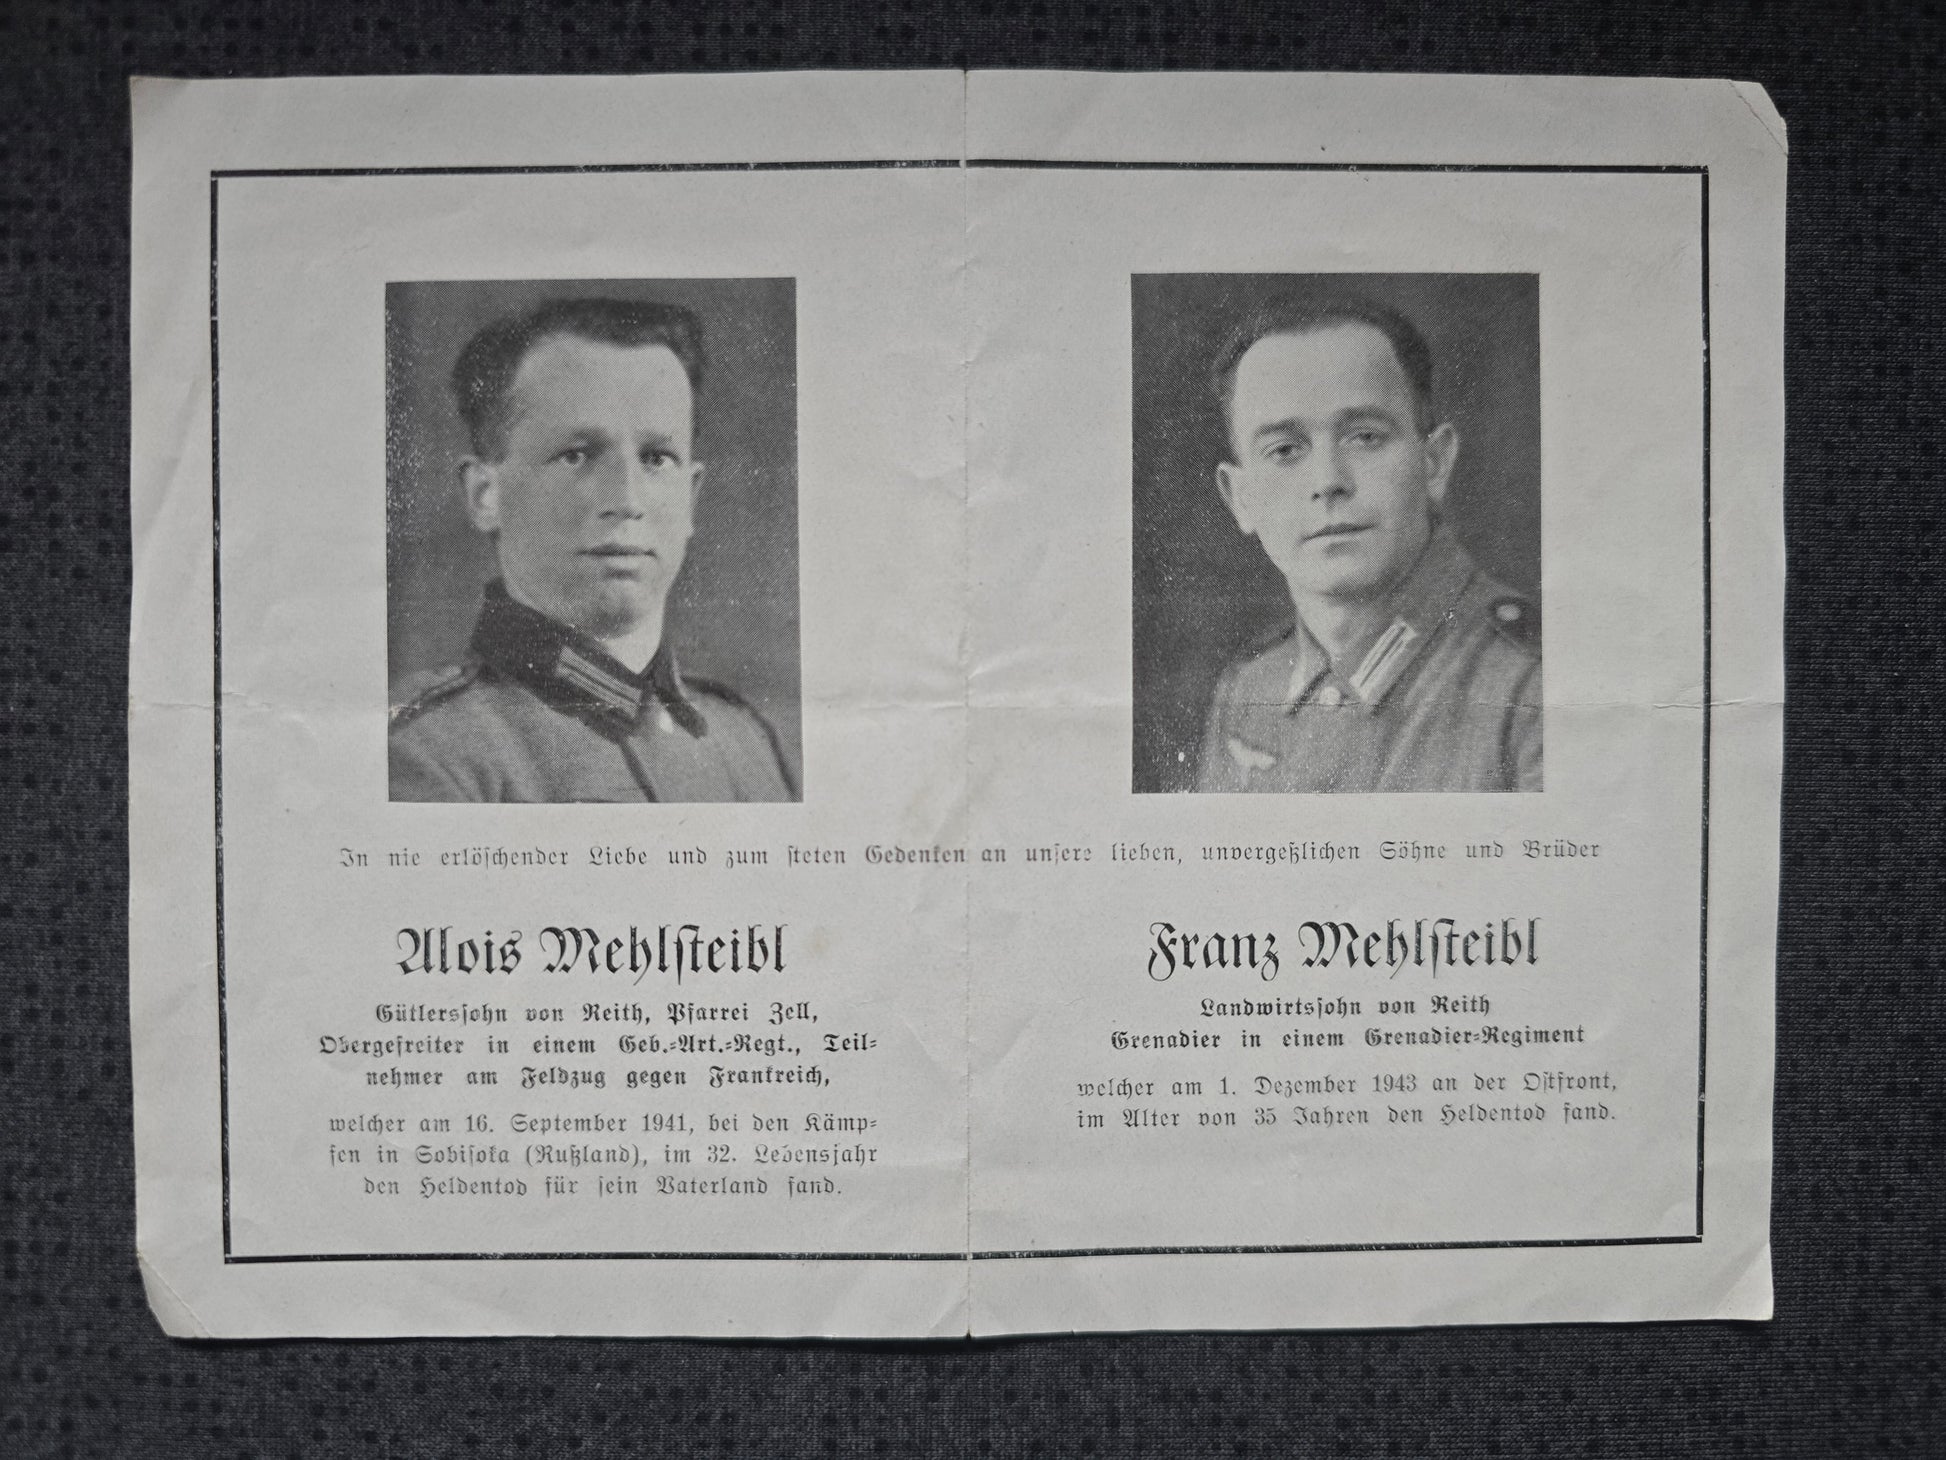 In nie erlöschender Liebe und zum steten Gedenken an unsere lieben, unvergeßlichen Söhne und Brüder
Alois Mehlsteibl
Gütlerssohn von Reith, Pfarrei Zell,
Obergefreiter in einem Geb.-Art.-Regt., Teil-
nehmer am Feldzug gegen Frankreich,
welcher am 16. September 1941, bei den Kämp-
fen in Sobisoka (Rußland), im 32. Lebensjahr
den Heldentod für sein Vaterland fand.
Franz Mehlsteibl
Landwirtssohn von Reith
Grenadier in einem Grenadier-Regiment
welcher am 1. Dezember 1943 an der Ostfront,
im Alter von 35 Jahren den Heldentod fand.